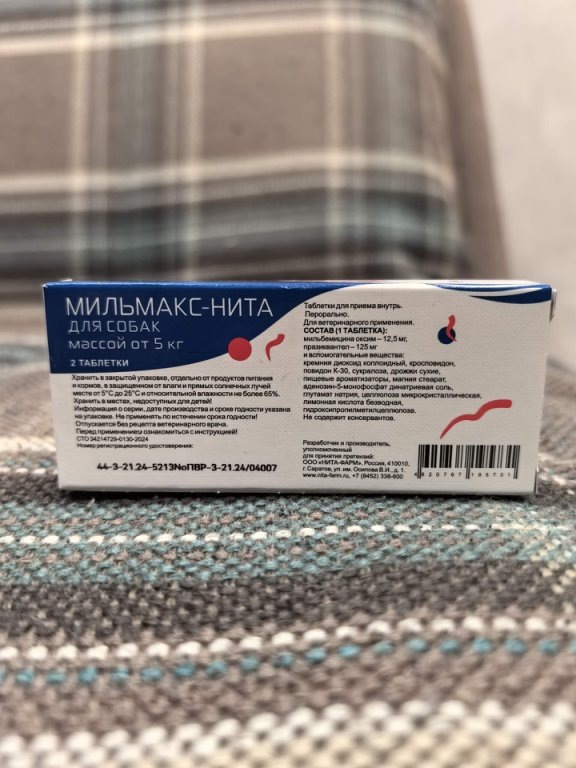 МИЛЬМАКС-НИТА
ДЛЯ СОБАК
массой от 5 кг
2 ТАБЛЕТКИ
Хранить в закрытой упаковке, отдельно от продуктов питания
и кормов, в защищенном от влаги и прямых солнечных лучей
месте от 5°С до 25°С и относительной влажности не более 65%.
Хранить в местах, недоступных для детей!
Информация о серии, дате производства и сроке годности указана
на упаковке. Не применять по истечении срока годности!
Отпускается без рецепта ветеринарного врача.
Перед применением ознакомиться с инструкцией!
СТО 34214729-0130-2024
Номер регистрационного удостоверения:
44-3-21.24-5213№ПВР-3-21.24/04007
Таблетки для приема внутрь.
Перорально.
Для ветеринарного применения.
СОСТАВ (1 ТАБЛЕТКА):
мильбемицина оксим – 12,5 мг,
празиквантел – 125 мг
и вспомогательные вещества:
кремния диоксид коллоидный, кросповидон,
повидон К-30, сукралоза, дрожжи сухие,
пищевые ароматизаторы, магния стеарат,
аденозин-5-монофосфат динатриевая соль,
глутамат натрия, целлюлоза микрокристаллическая,
лимонная кислота безводная,
гидроксипропилметилцеллюлоза.
Не содержит консервантов.
Разработчик и производитель,
уполномоченный
для принятия претензий:
ООО «НИТА-ФАРМ», Россия, 410010,
г. Саратов, ул. им. Осипова В.И., д. 1.
www.nita-farm.ru, +7 (8452) 338-600
4 620767 195731